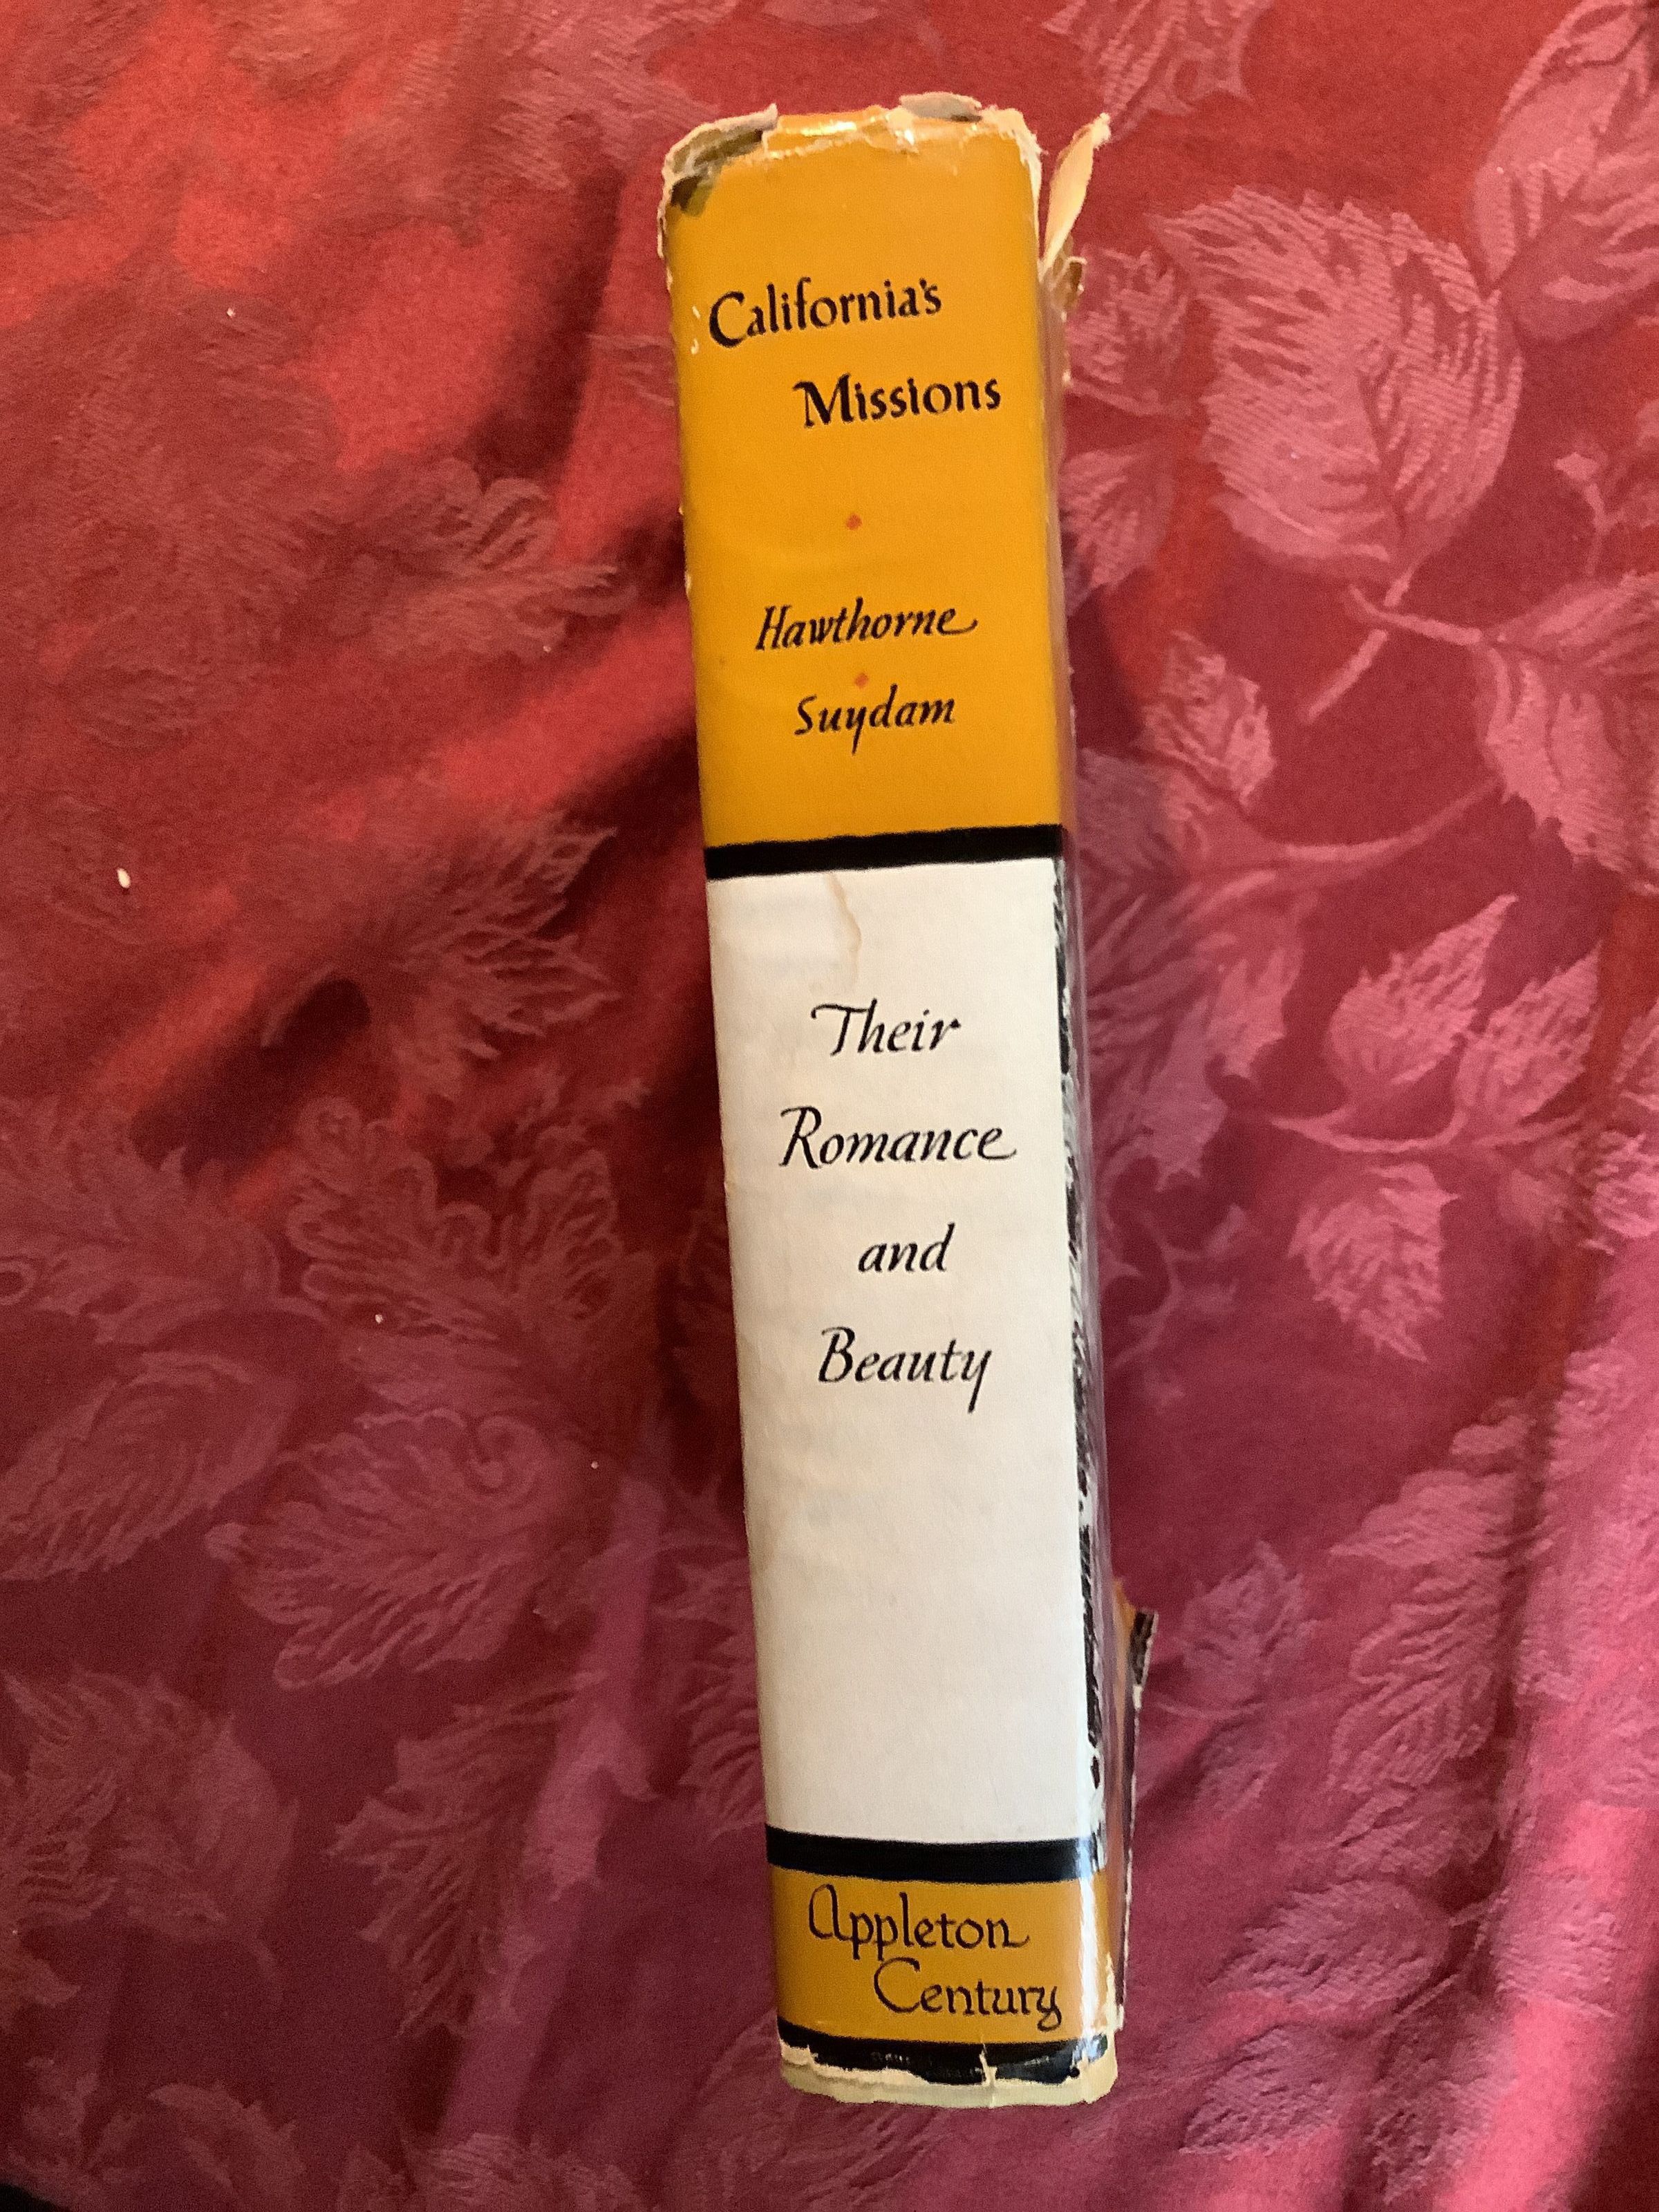 California's
Missions
Hawthorne
Suydam
Their
Romance
and
Beauty
Appleton
Century